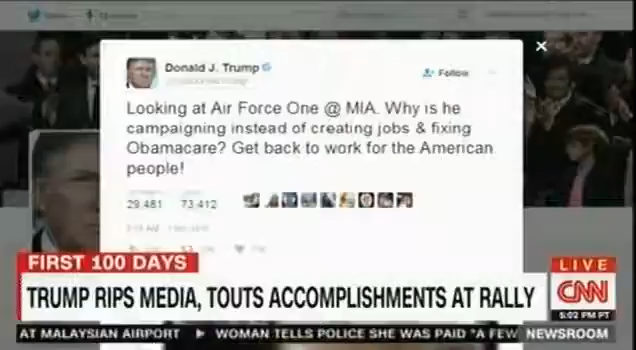 Donald J. Trump
Follow
Looking at Air Force One @ MIA. Why is he
campaigning instead of creating jobs & fixing
Obamacare? Get back to work for the American
people!
29,481 73,412
FIRST 100 DAYS
LIVE
TRUMP RIPS MEDIA, TOUTS ACCOMPLISHMENTS AT RALLY
CNN
5:02 PM PT
AT MALAYSIAN AIRPORT ▶ WOMAN TELLS POLICE SHE WAS PAID "A FEW
NEWSROOM